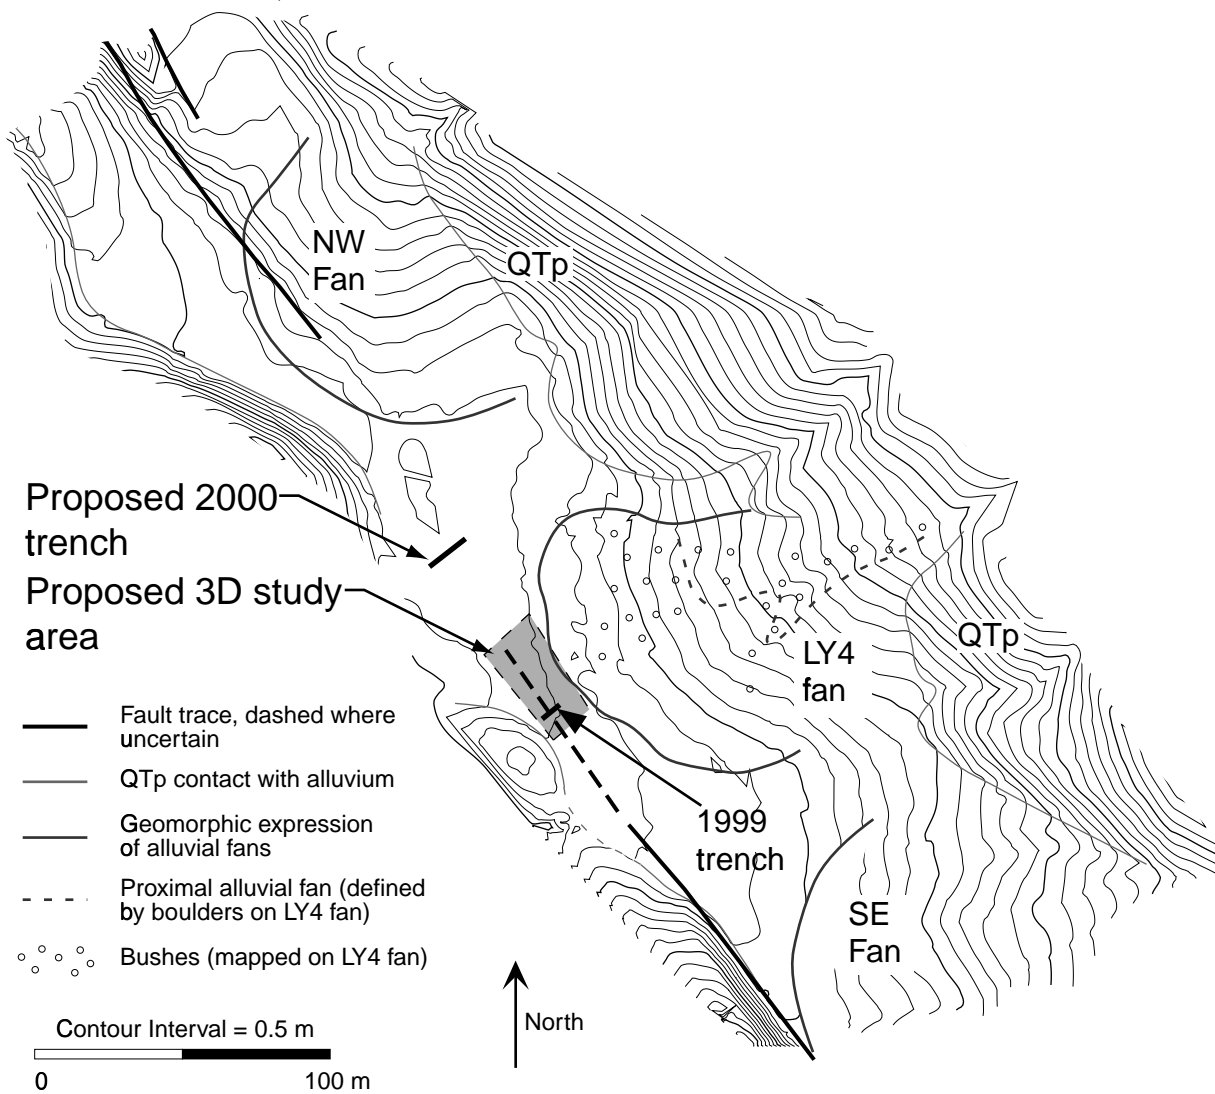 NW
Fan
QTp
Proposed 2000
trench
Proposed 3D study
area
QTp
LY4
fan
Fault trace, dashed where
uncertain
QTp contact with alluvium
1999
trench
Geomorphic expression
of alluvial fans
Proximal alluvial fan (defined
by boulders on LY4 fan)
SE
Fan
Bushes (mapped on LY4 fan)
North
Contour Interval = 0.5 m
0
100 m